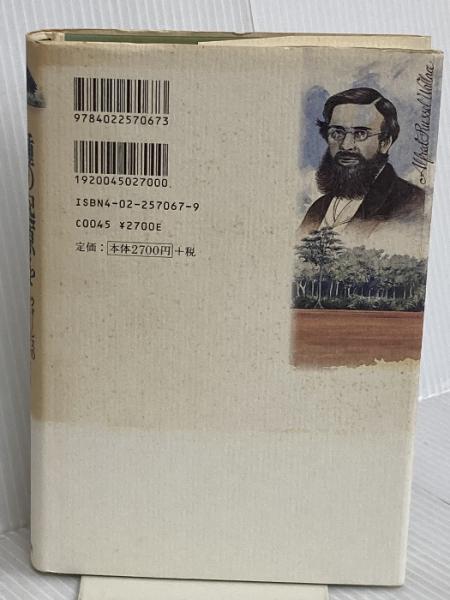 9784022570673
1920045027000
ISBN4-02-257067-9
C0045 ¥2700E
定価：本体2700円+税
Alfred Russel Wallace